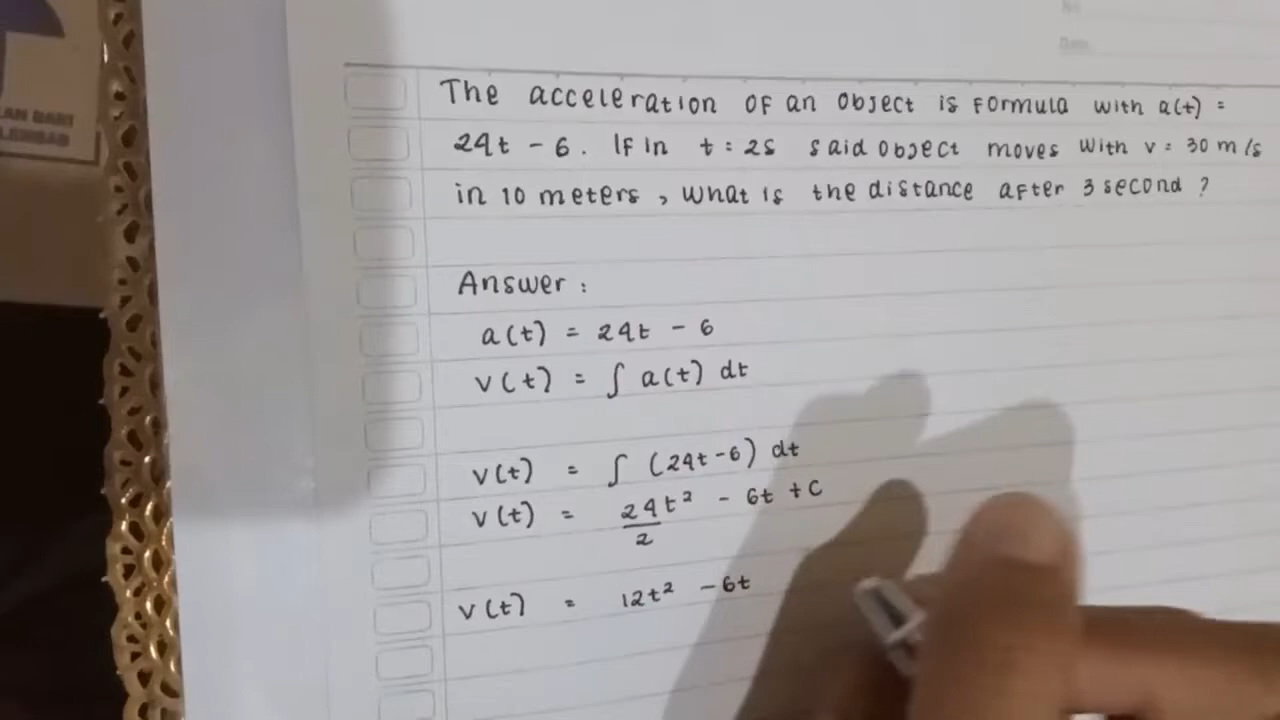 The acceleration of an object is formula with a(t) =
24t - 6. If in t = 2s said object moves with v = 30 m/s
in 10 meters, What is the distance after 3 second ?
Answer :
a(t) = 24t - 6
v(t) = ∫ a(t) dt
v(t) = ∫ (24t - 6) dt
v(t) = 24t²/2 - 6t + C
v(t) = 12t² - 6t